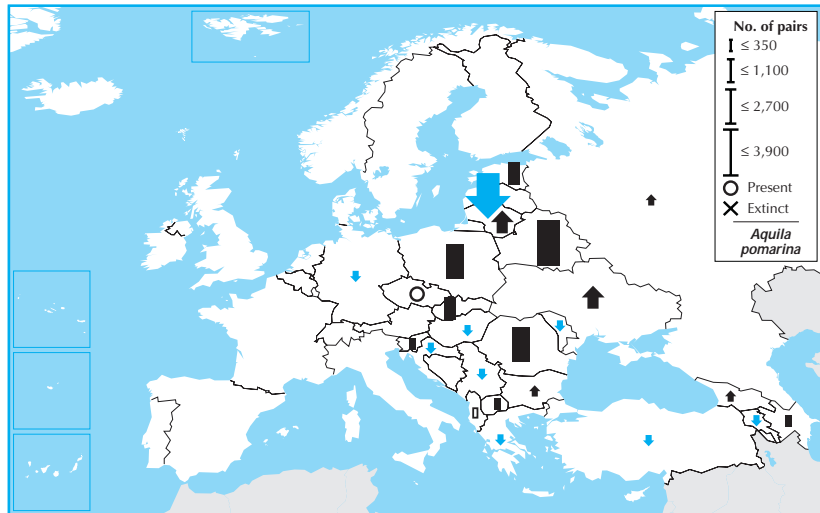 No. of pairs
≤ 350
≤ 1,100
≤ 2,700
≤ 3,900
Present
Extinct
Aquila
pomarina